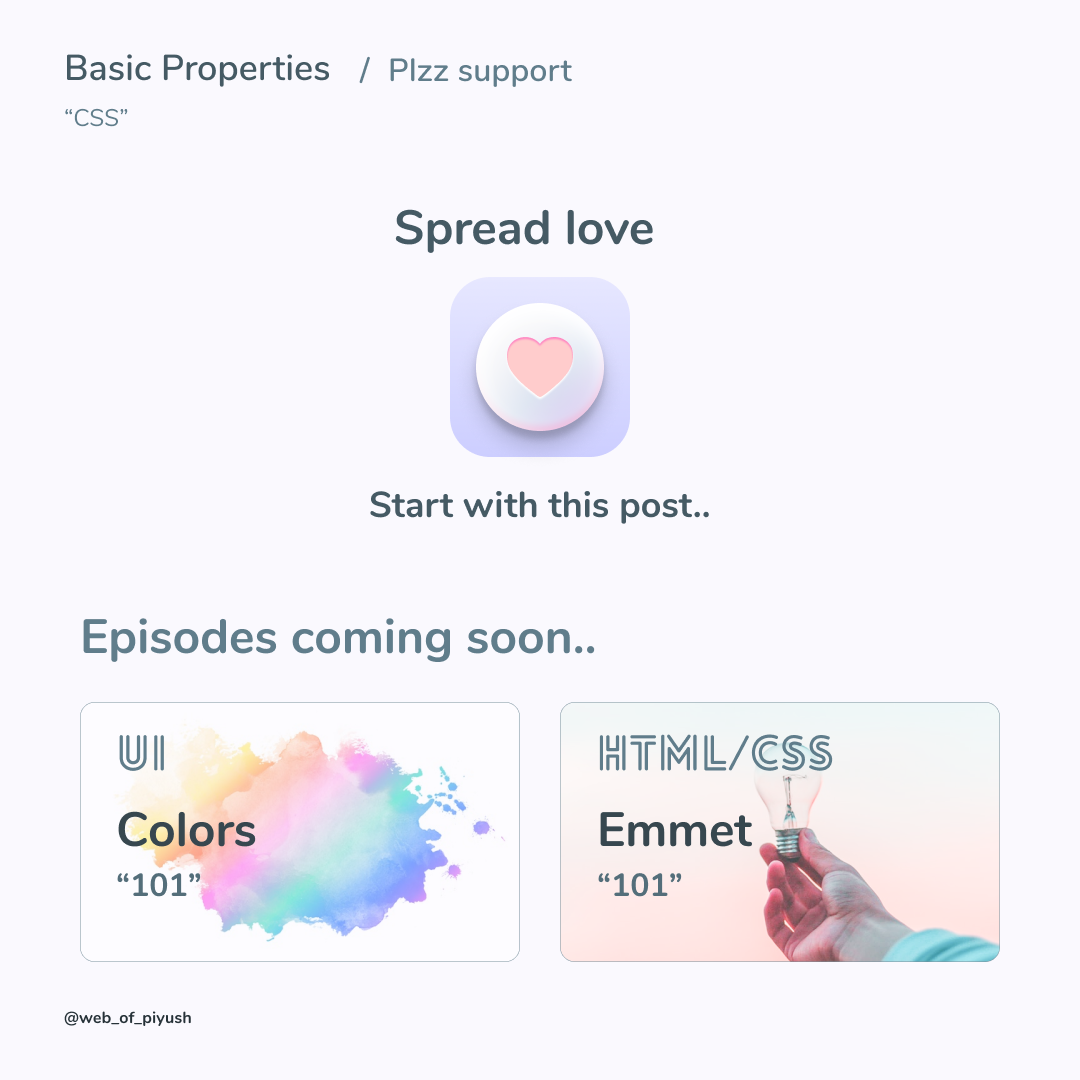 Basic Properties / Plzz support
“CSS”
Spread love
Start with this post..
Episodes coming soon..
UI
Colors
“101”
HTML/CSS
Emmet
“101”
@web_of_piyush